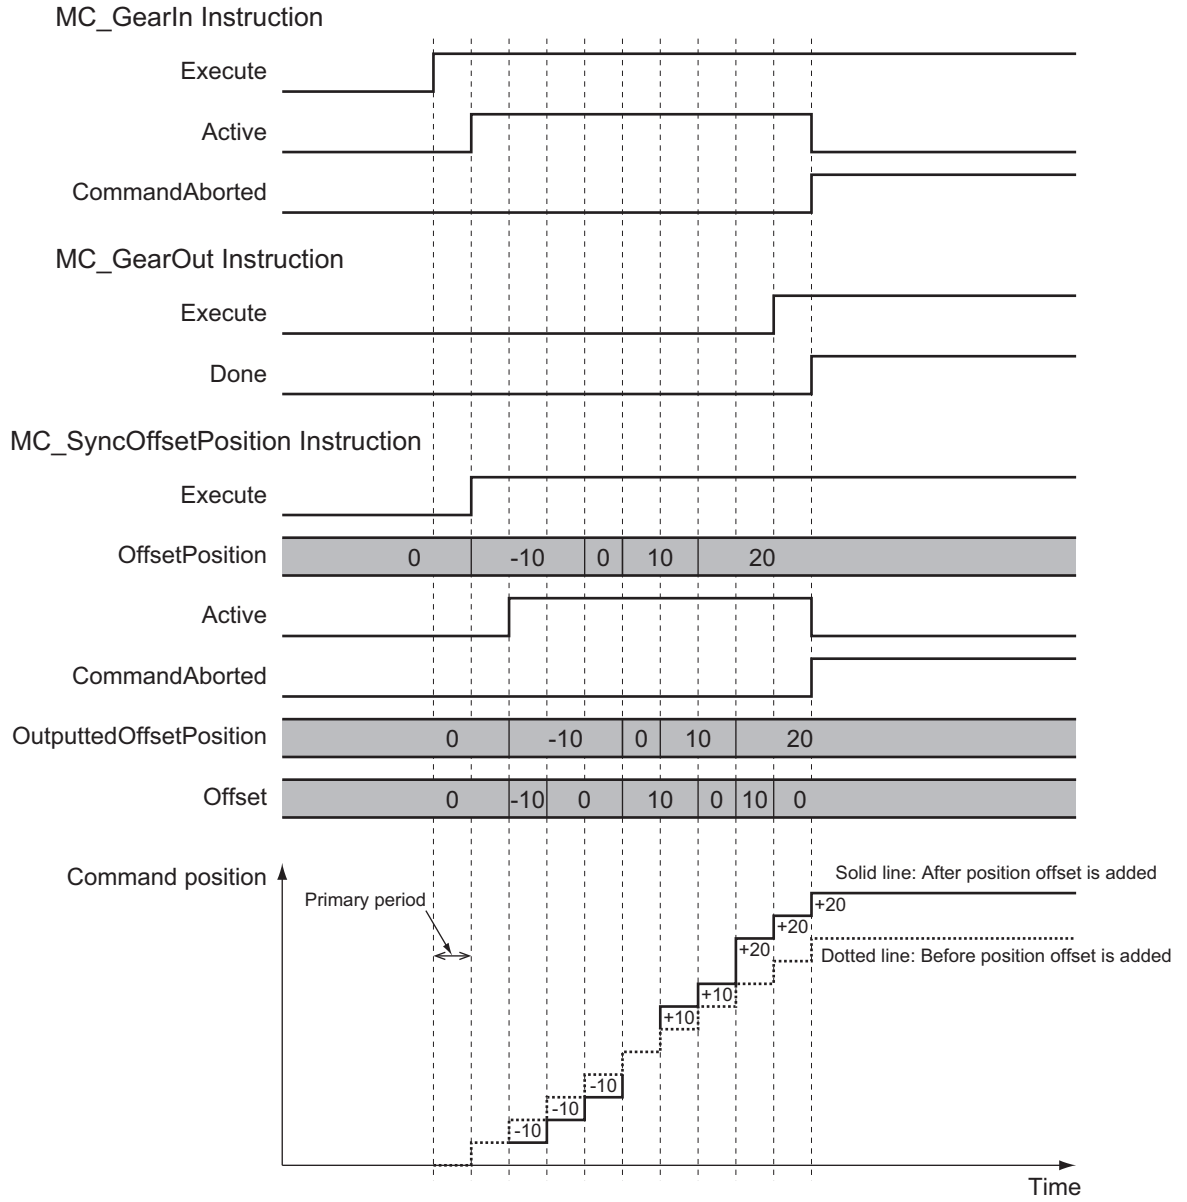 MC_GearIn Instruction
Execute
Active
CommandAborted
MC_GearOut Instruction
Execute
Done
MC_SyncOffsetPosition Instruction
Execute
OffsetPosition 0 -10 0 10 20
Active
CommandAborted
OutputtedOffsetPosition 0 -10 0 10 20
Offset 0 -10 0 10 0 10 0
Command position
Solid line: After position offset is added
Primary period
+20
+20
+20
Dotted line: Before position offset is added
+10
+10
-10
-10
-10
Time